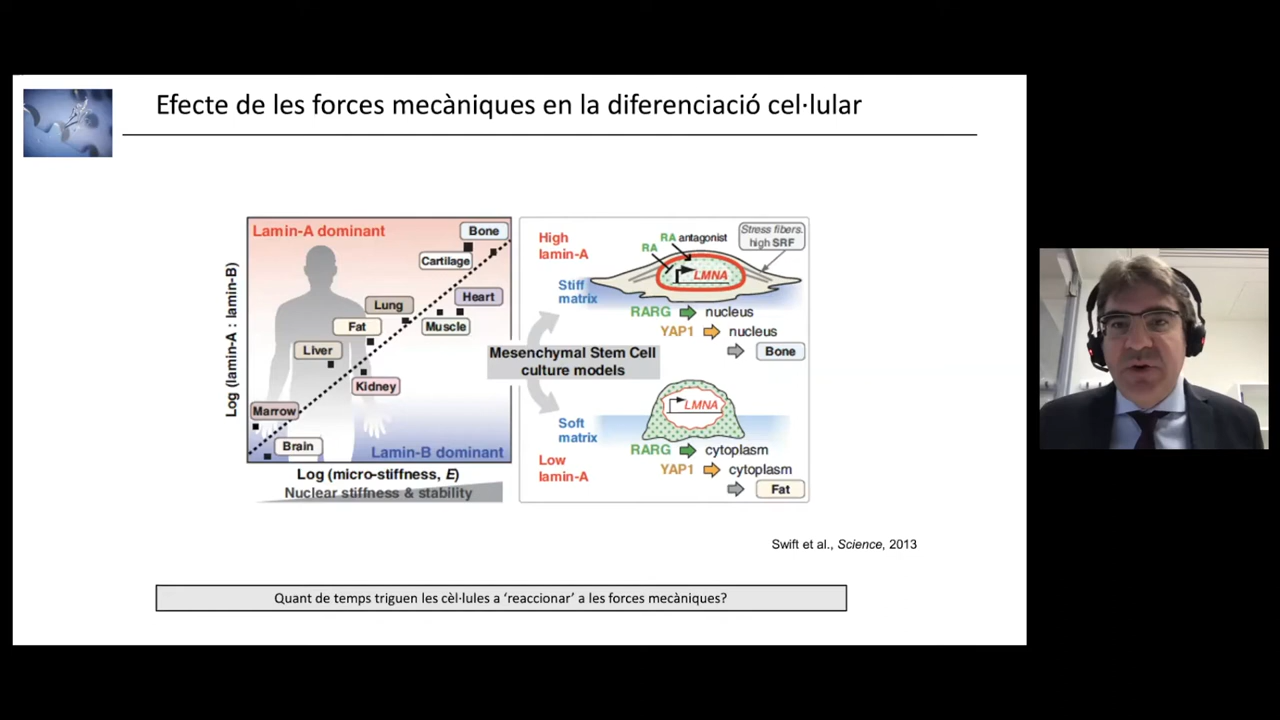 Efecte de les forces mecàniques en la diferenciació cel·lular
Lamin-A dominant
Bone
Cartilage
Heart
Lung
Muscle
Fat
Liver
Kidney
Marrow
Brain
Lamin-B dominant
Log (lamin-A : lamin-B)
Log (micro-stiffness, E)
Nuclear stiffness & stability
Mesenchymal Stem Cell
culture models
High
lamin-A
RA antagonist
RA
Stress fibers,
high SRF
LMNA
Stiff
matrix
RARG nucleus
YAP1 nucleus
Bone
LMNA
Soft
matrix
RARG cytoplasm
Low
lamin-A
YAP1 cytoplasm
Fat
Swift et al., Science, 2013
Quant de temps triguen les cèl·lules a ‘reaccionar’ a les forces mecàniques?